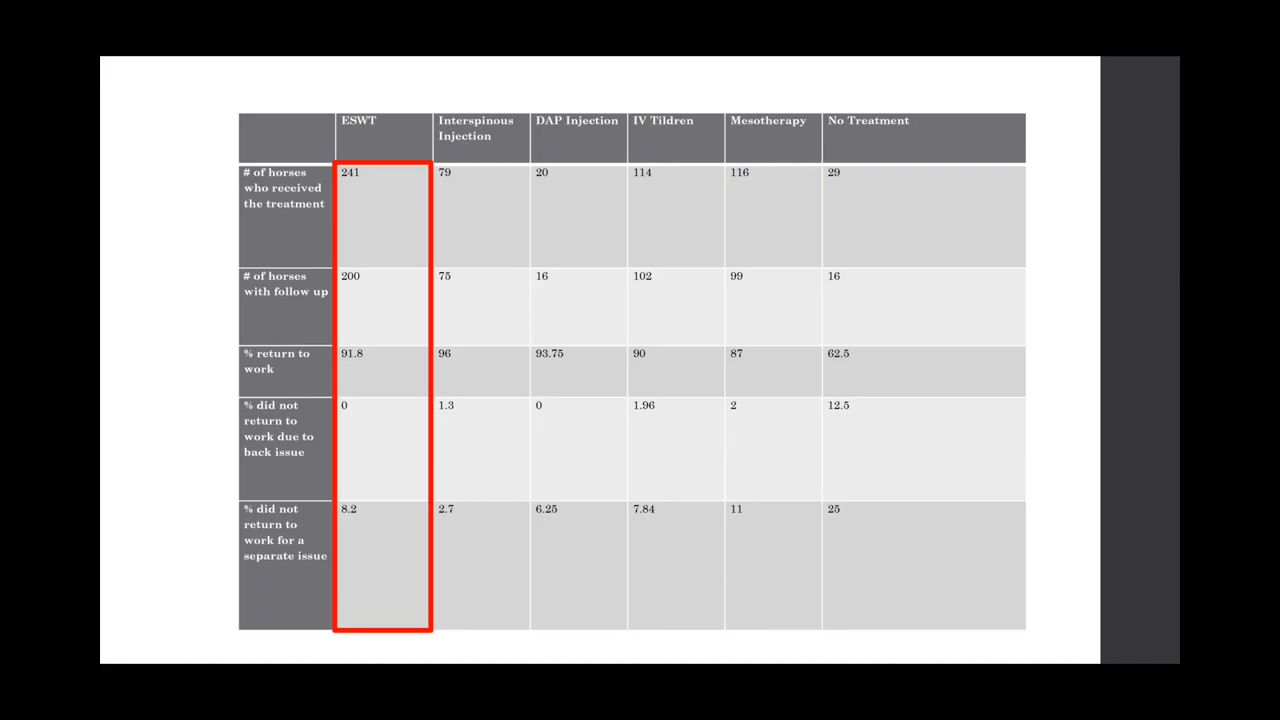 ESWT Interspinous Injection DAP Injection IV Tildren Mesotherapy No Treatment
# of horses who received the treatment 241 79 20 114 116 29
# of horses with follow up 200 75 16 102 99 16
% return to work 91.8 96 93.75 90 87 62.5
% did not return to work due to back issue 0 1.3 0 1.96 2 12.5
% did not return to work for a separate issue 8.2 2.7 6.25 7.84 11 25